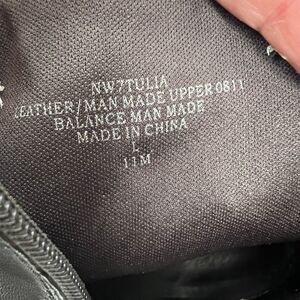 NW7TULIA
LEATHER/MAN MADE UPPER 0811
BALANCE MAN MADE
MADE IN CHINA
L
11M